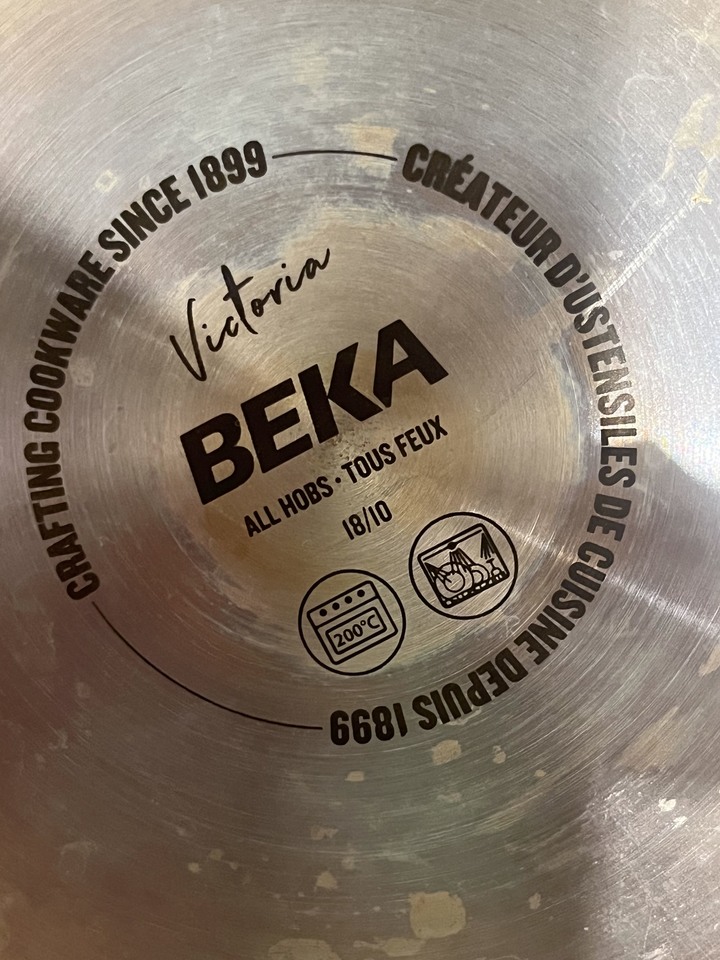 CRAFTING COOKWARE SINCE 1899
CRÉATEUR D'USTENSILES DE CUISINE DEPUIS 1899
Victoria
BEKA
ALL HOBS • TOUS FEUX
18/10
200°C